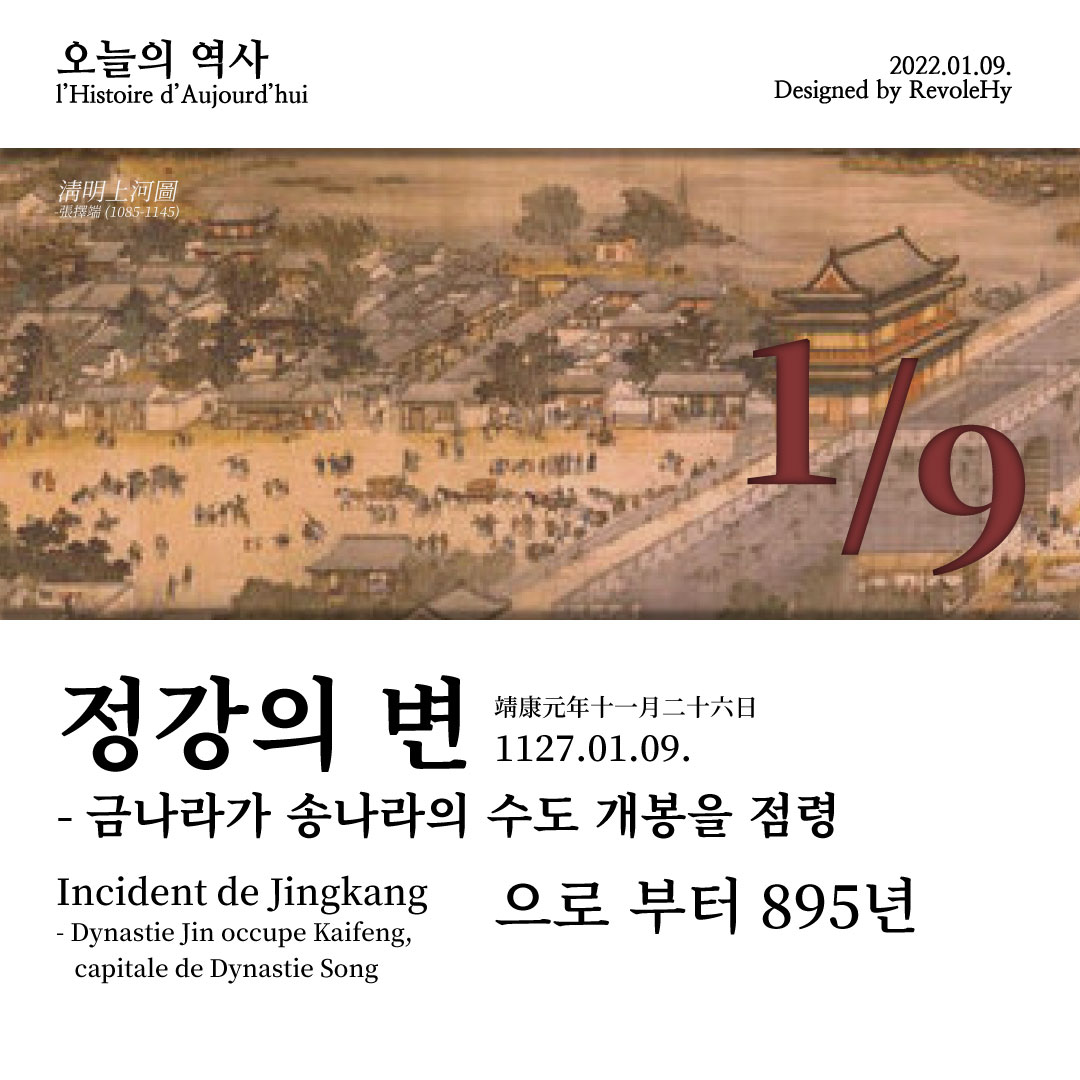 오늘의 역사
l’Histoire d’Aujourd’hui
2022.01.09.
Designed by RevoleHy
清明上河圖
-張擇端 (1085-1145)
1/9
정강의 변
靖康元年十一月二十六日
1127.01.09.
- 금나라가 송나라의 수도 개봉을 점령
Incident de Jingkang
- Dynastie Jin occupe Kaifeng,
capitale de Dynastie Song
으로 부터 895년